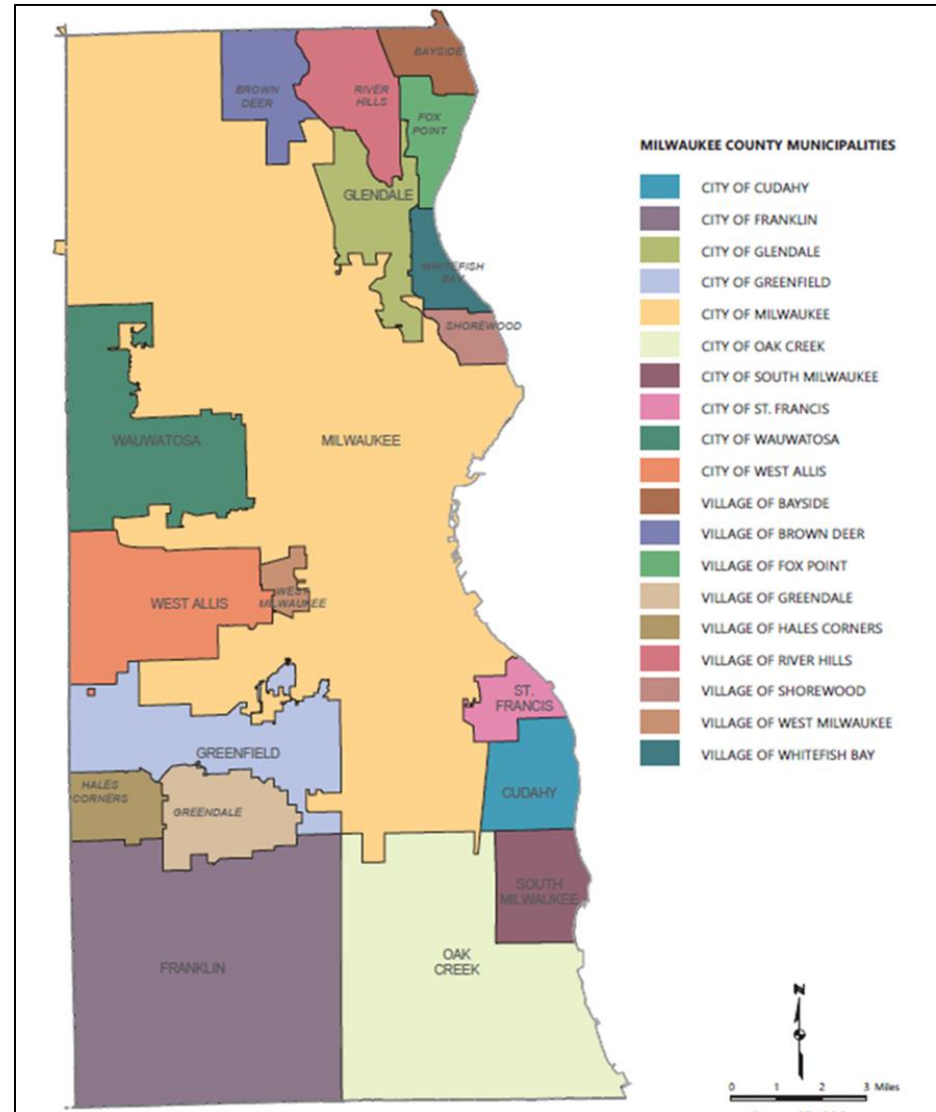 BAYSIDE
BROWN
DEER
RIVER
HILLS
FOX
POINT
GLENDALE
WHITEFISH
BAY
SHOREWOOD
WAUWATOSA
MILWAUKEE
WEST ALLIS
WEST
MILWAUKEE
ST.
FRANCIS
GREENFIELD
HALES
CORNERS
GREENDALE
CUDAHY
SOUTH
MILWAUKEE
FRANKLIN
OAK
CREEK
MILWAUKEE COUNTY MUNICIPALITIES
CITY OF CUDAHY
CITY OF FRANKLIN
CITY OF GLENDALE
CITY OF GREENFIELD
CITY OF MILWAUKEE
CITY OF OAK CREEK
CITY OF SOUTH MILWAUKEE
CITY OF ST. FRANCIS
CITY OF WAUWATOSA
CITY OF WEST ALLIS
VILLAGE OF BAYSIDE
VILLAGE OF BROWN DEER
VILLAGE OF FOX POINT
VILLAGE OF GREENDALE
VILLAGE OF HALES CORNERS
VILLAGE OF RIVER HILLS
VILLAGE OF SHOREWOOD
VILLAGE OF WEST MILWAUKEE
VILLAGE OF WHITEFISH BAY
N
0 1 2 3 Miles